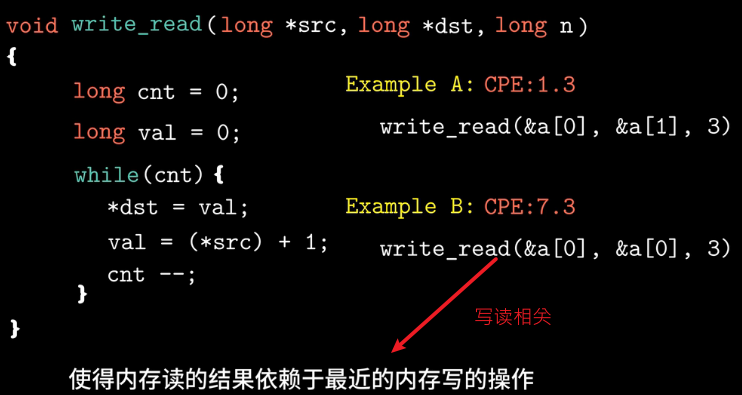 void write_read(long *src, long *dst, long n)
{
long cnt = 0;
long val = 0;
while(cnt) {
*dst = val;
val = (*src) + 1;
cnt --;
}
}
Example A: CPE:1.3
write_read(&a[0], &a[1], 3)
Example B: CPE:7.3
write_read(&a[0], &a[0], 3)
写读相关
使得内存读的结果依赖于最近的内存写的操作